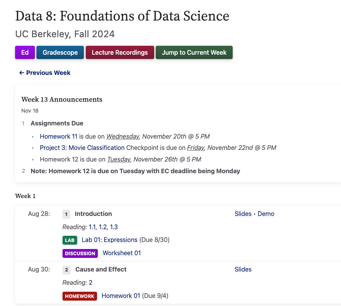 Data 8: Foundations of Data Science
UC Berkeley, Fall 2024
Ed Gradescope Lecture Recordings Jump to Current Week
← Previous Week
Week 13 Announcements
Nov 18
1 Assignments Due
• Homework 11 is due on Wednesday, November 20th @ 5 PM
• Project 3: Movie Classification Checkpoint is due on Friday, November 22nd @ 5 PM
• Homework 12 is due on Tuesday, November 26th @ 5 PM
2 Note: Homework 12 is due on Tuesday with EC deadline being Monday
Week 1
Aug 28: 1 Introduction Slides • Demo
Reading: 1.1, 1.2, 1.3
LAB Lab 01: Expressions (Due 8/30)
DISCUSSION Worksheet 01
Aug 30: 2 Cause and Effect Slides
Reading: 2
HOMEWORK Homework 01 (Due 9/4)